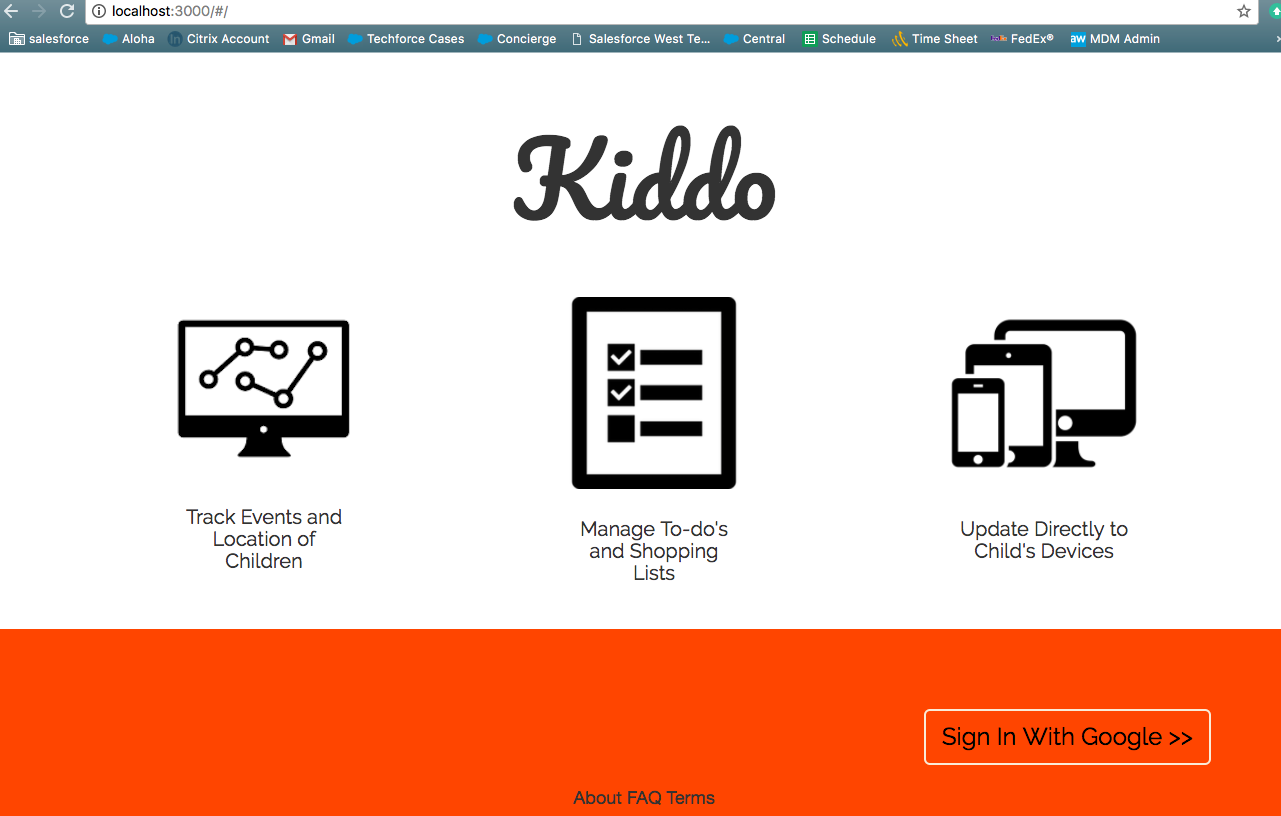 localhost:3000/#/
salesforce Aloha Citrix Account Gmail Techforce Cases Concierge Salesforce West Te... Central Schedule Time Sheet FedEx® aw MDM Admin »
Kiddo
Track Events and
Location of
Children
Manage To-do's
and Shopping
Lists
Update Directly to
Child's Devices
Sign In With Google >>
About FAQ Terms